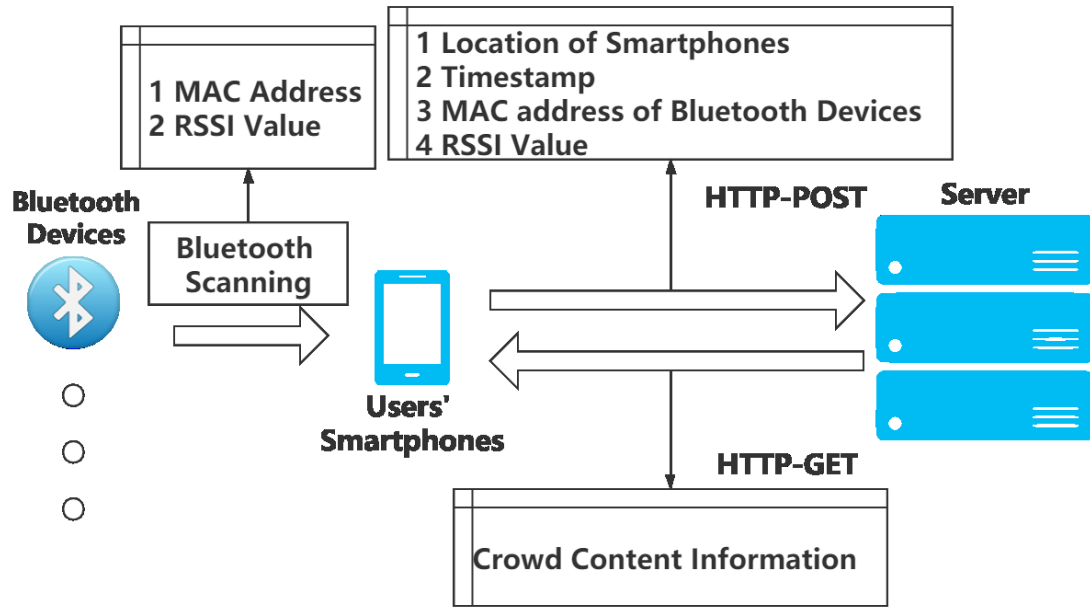 1 MAC Address
2 RSSI Value
1 Location of Smartphones
2 Timestamp
3 MAC address of Bluetooth Devices
4 RSSI Value
Bluetooth
Devices
Bluetooth
Scanning
HTTP-POST
Server
Users'
Smartphones
HTTP-GET
Crowd Content Information